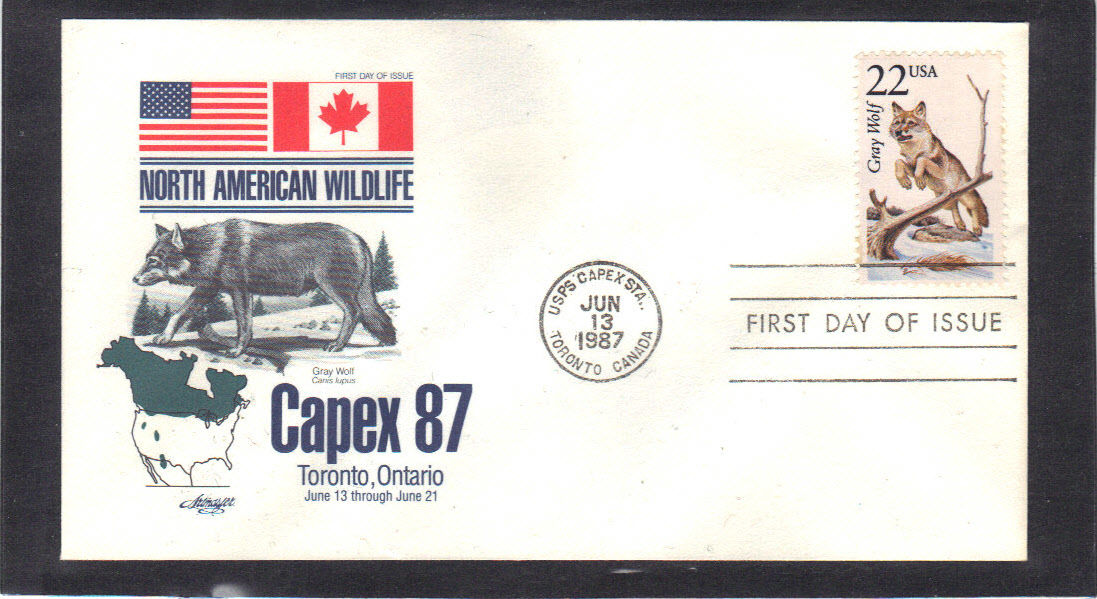 FIRST DAY OF ISSUE
NORTH AMERICAN WILDLIFE
Gray Wolf
Canis lupus
Capex 87
Toronto, Ontario
June 13 through June 21
Artmaster
USPS CAPEX STA.,
JUN
13
1987
TORONTO CANADA
22 USA
Gray Wolf
FIRST DAY OF ISSUE